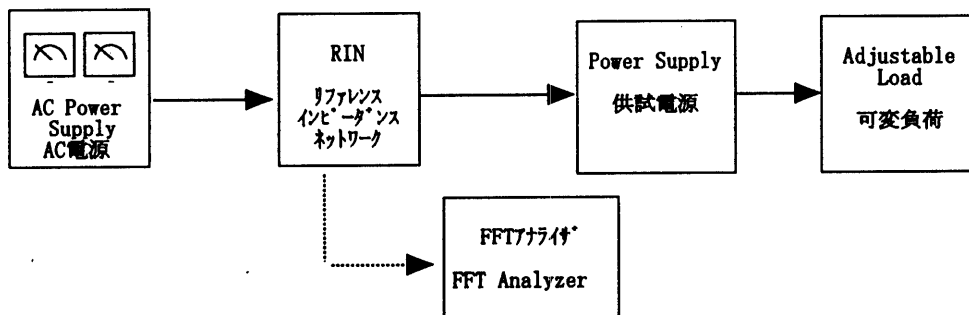 AC Power
Supply
AC電源
RIN
リファレンス
インピーダンス
ネットワーク
Power Supply
供試電源
Adjustable
Load
可変負荷
FFTアナライザ
FFT Analyzer